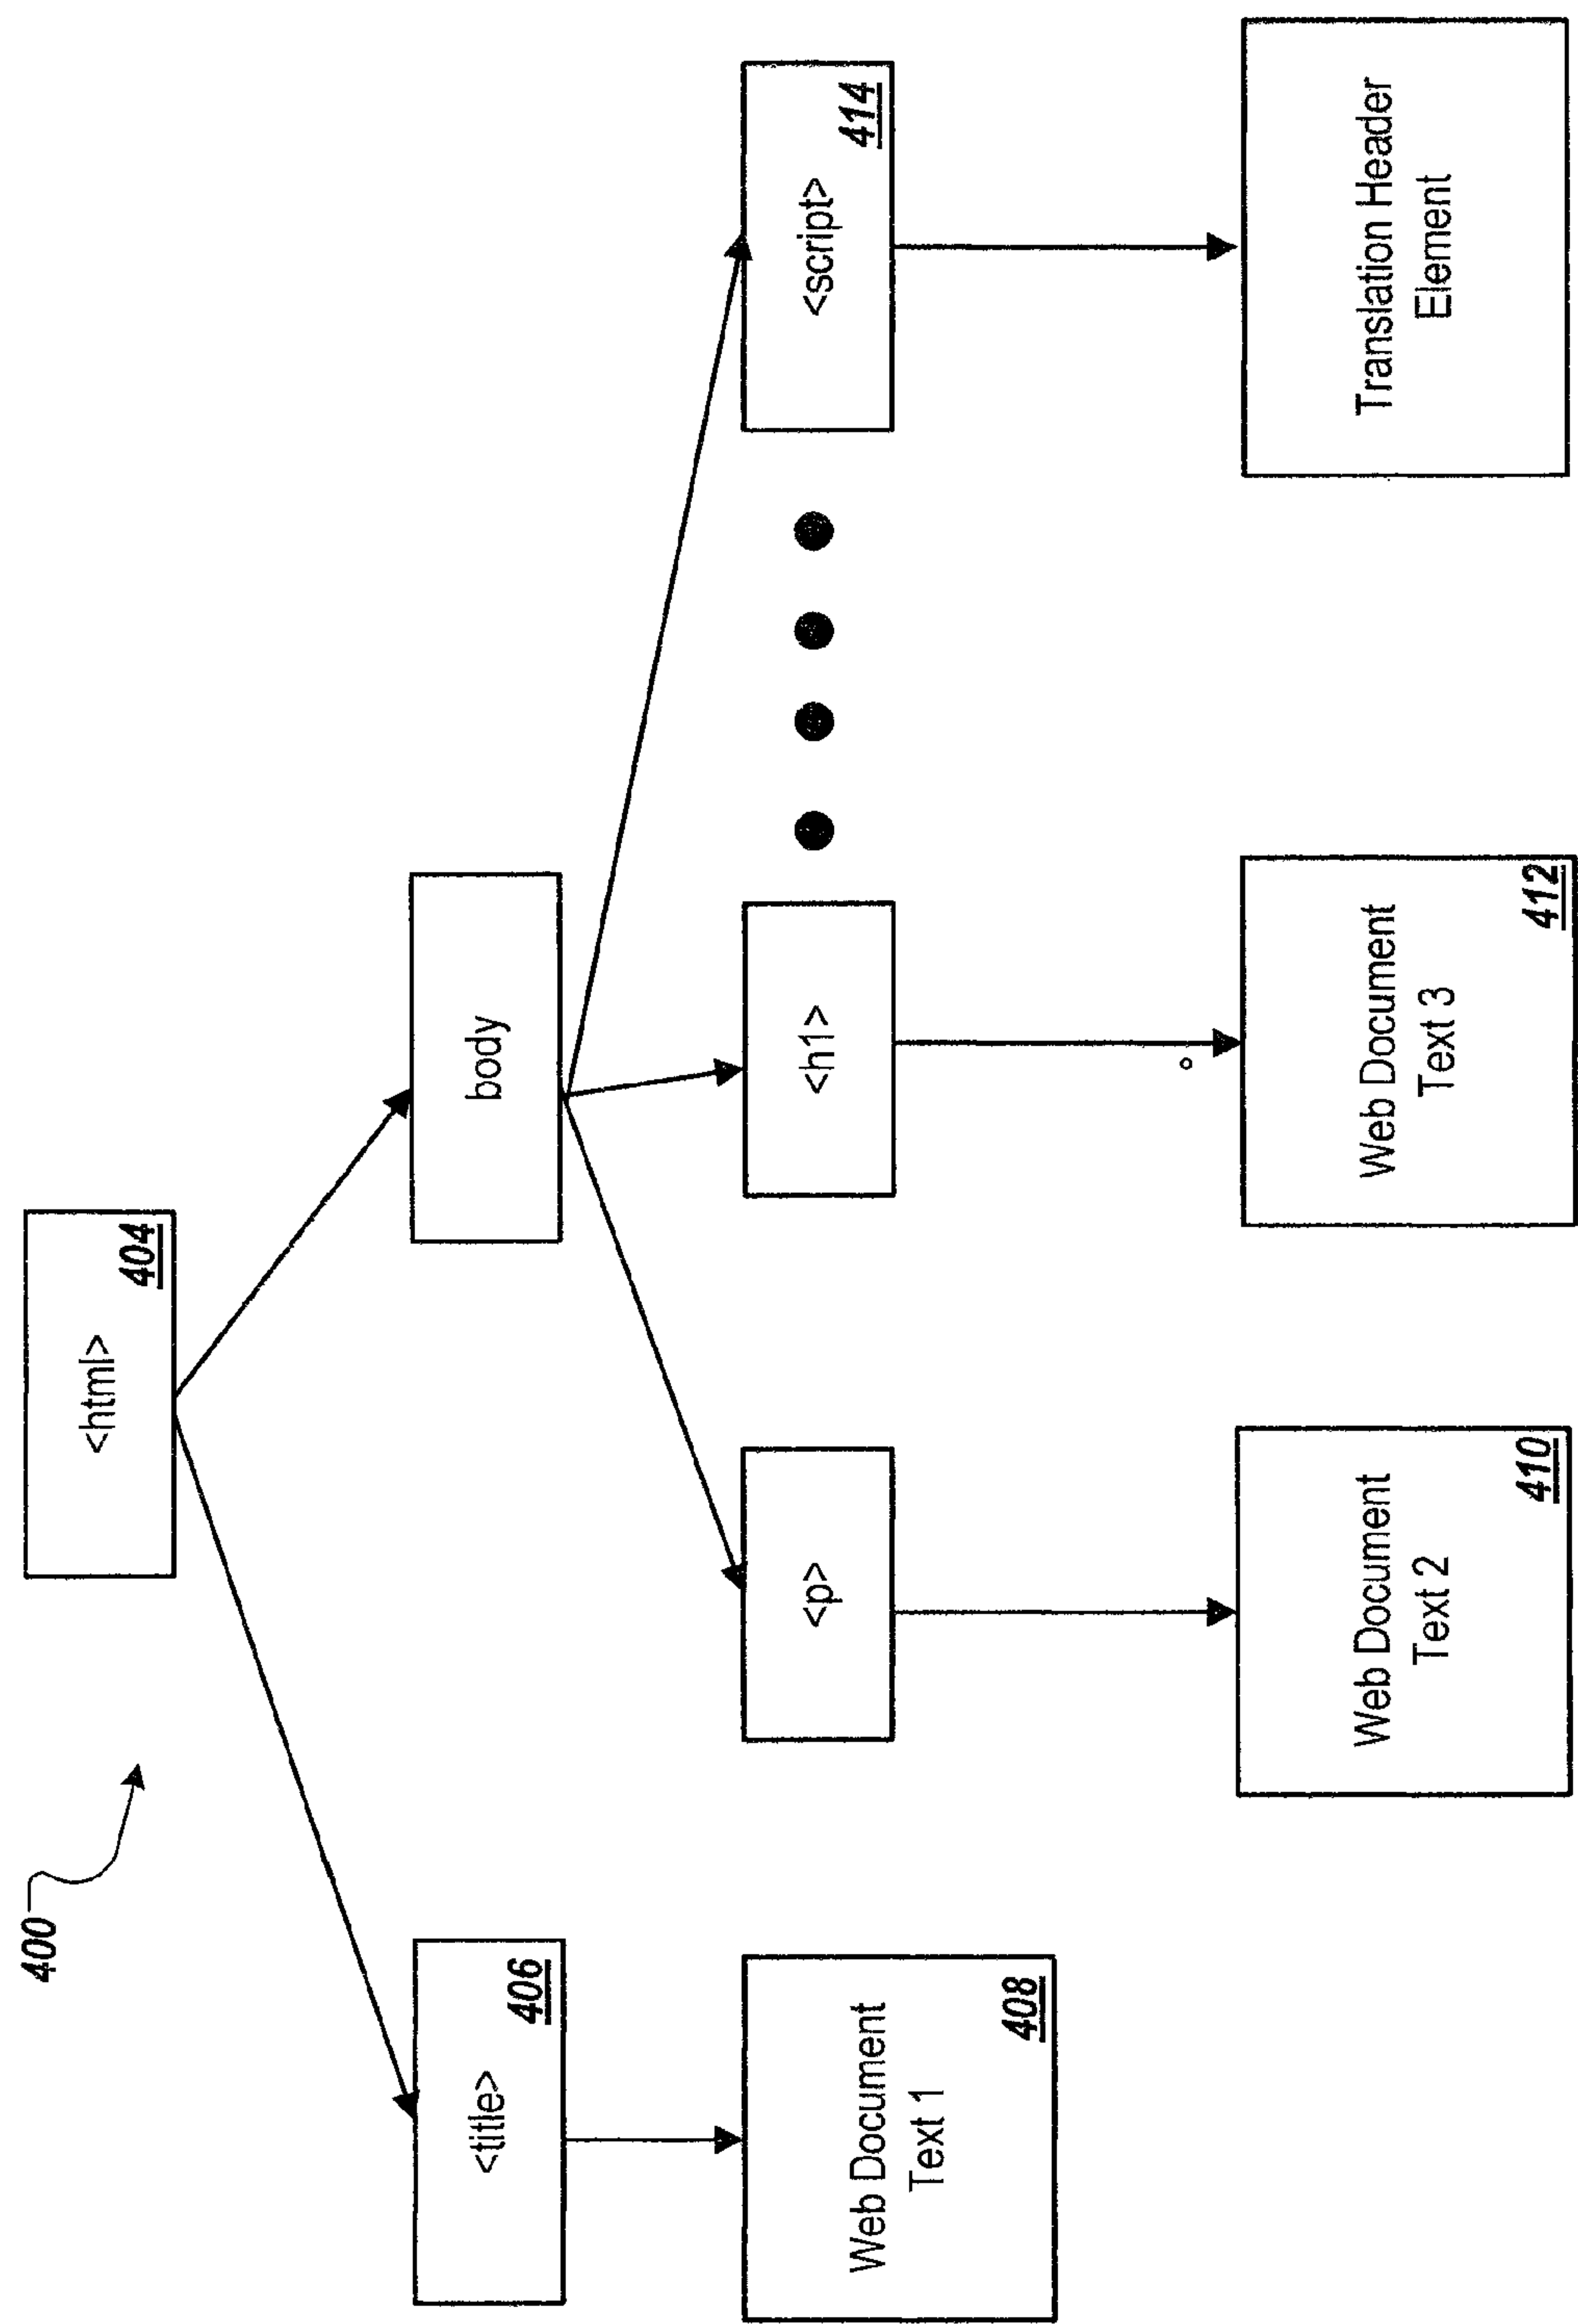 400
<html>
404
<title>
406
body
Web Document
Text 1
408
<p>
<h1>
<script>
414
Web Document
Text 2
410
Web Document
Text 3
412
Translation Header
Element